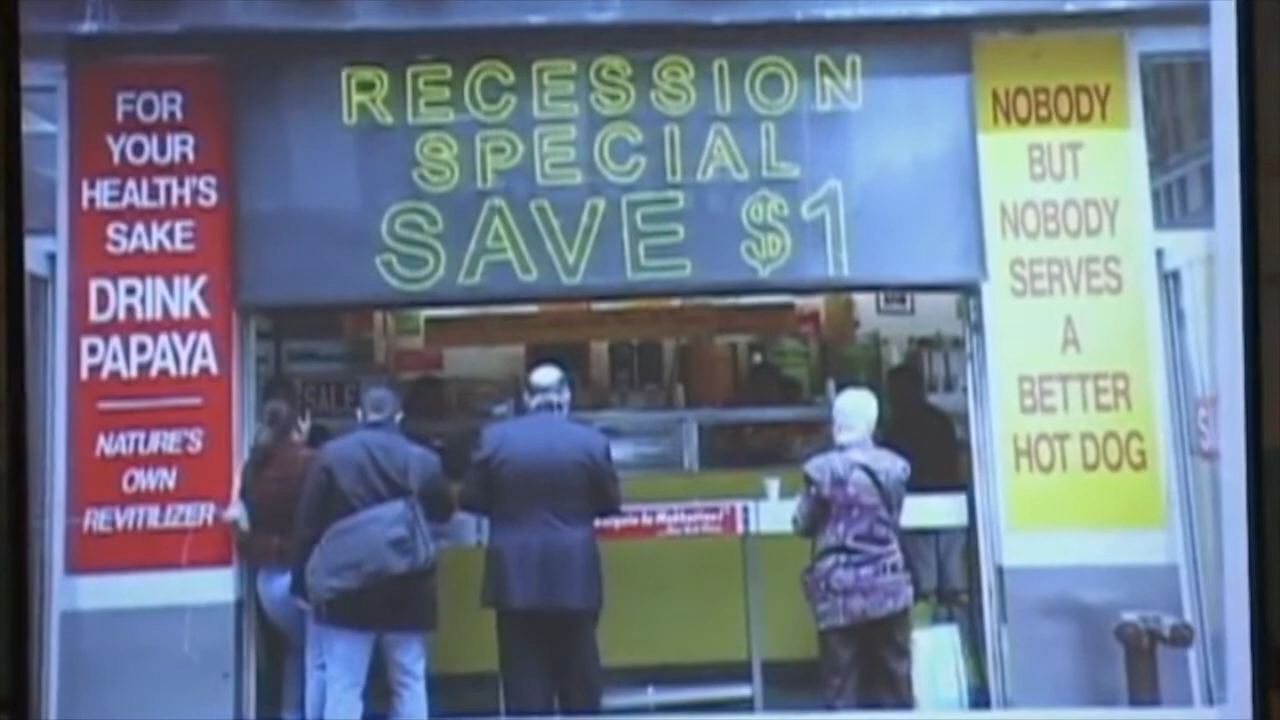 RECESSION
SPECIAL
SAVE $1
FOR
YOUR
HEALTH'S
SAKE
DRINK
PAPAYA
NATURE'S
OWN
REVITILIZER
NOBODY
BUT
NOBODY
SERVES
A
BETTER
HOT DOG
SALE